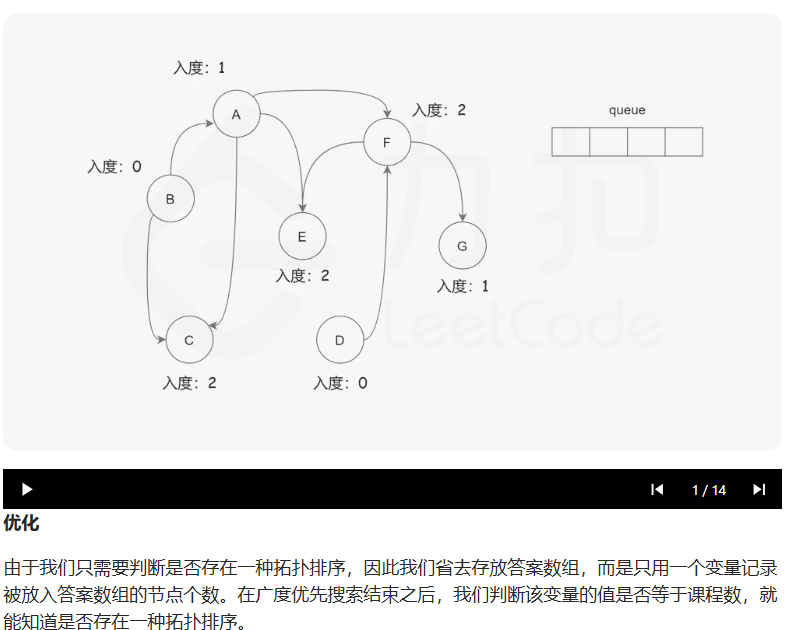 入度：1
A
入度：2
queue
F
入度：0
B
E
G
入度：2
入度：1
C
D
入度：2
入度：0
力扣
LeetCode
1 / 14
优化
由于我们只需要判断是否存在一种拓扑排序，因此我们省去存放答案数组，而是只用一个变量记录
被放入答案数组的节点个数。在广度优先搜索结束之后，我们判断该变量的值是否等于课程数，就
能知道是否存在一种拓扑排序。